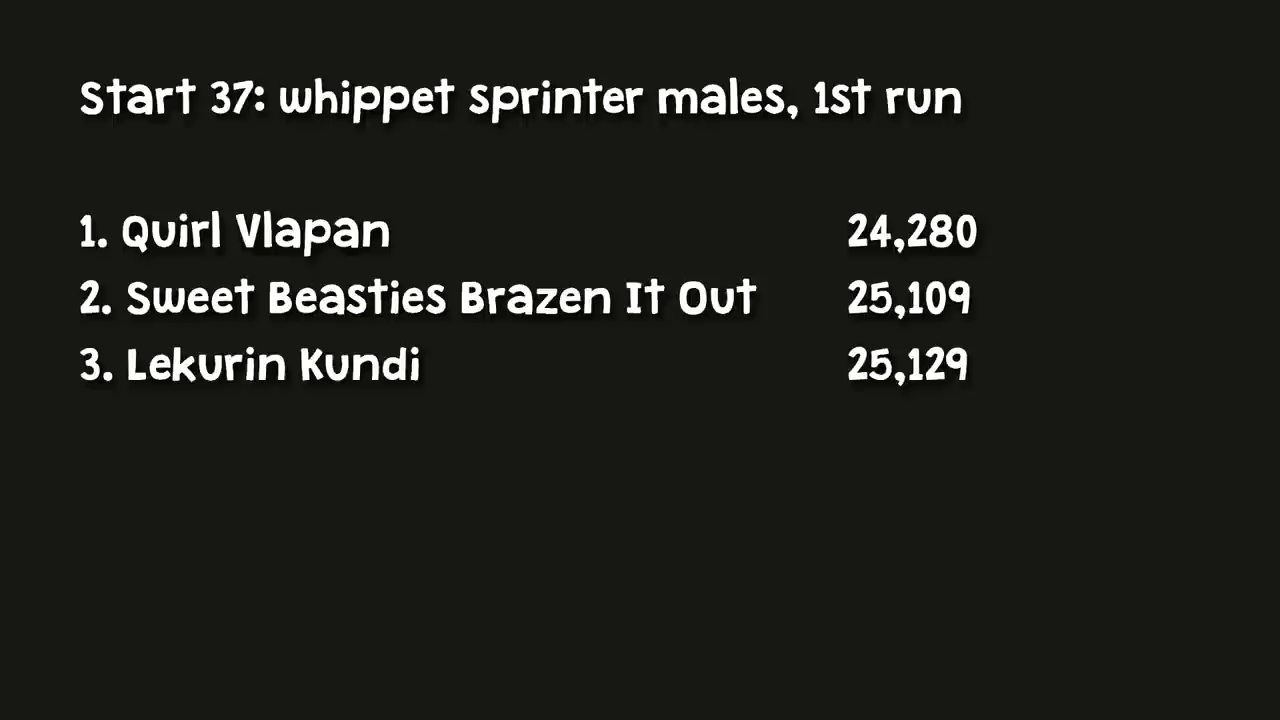 Start 37: whippet sprinter males, 1st run
1. Quirl Vlapan 24,280
2. Sweet Beasties Brazen It Out 25,109
3. Lekurin Kundi 25,129